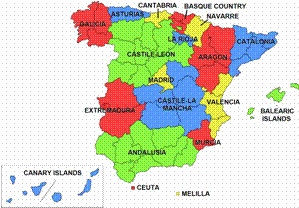 CANTABRIA
ASTURIAS
BASQUE COUNTRY
NAVARRE
GALICIA
LA RIOJA
CATALONIA
CASTILE-LEON
ARAGON
MADRID
EXTREMADURA
CASTILE-LA
MANCHA
VALENCIA
BALEARIC
ISLANDS
MURCIA
ANDALUSIA
CANARY ISLANDS
CEUTA
MELILLA